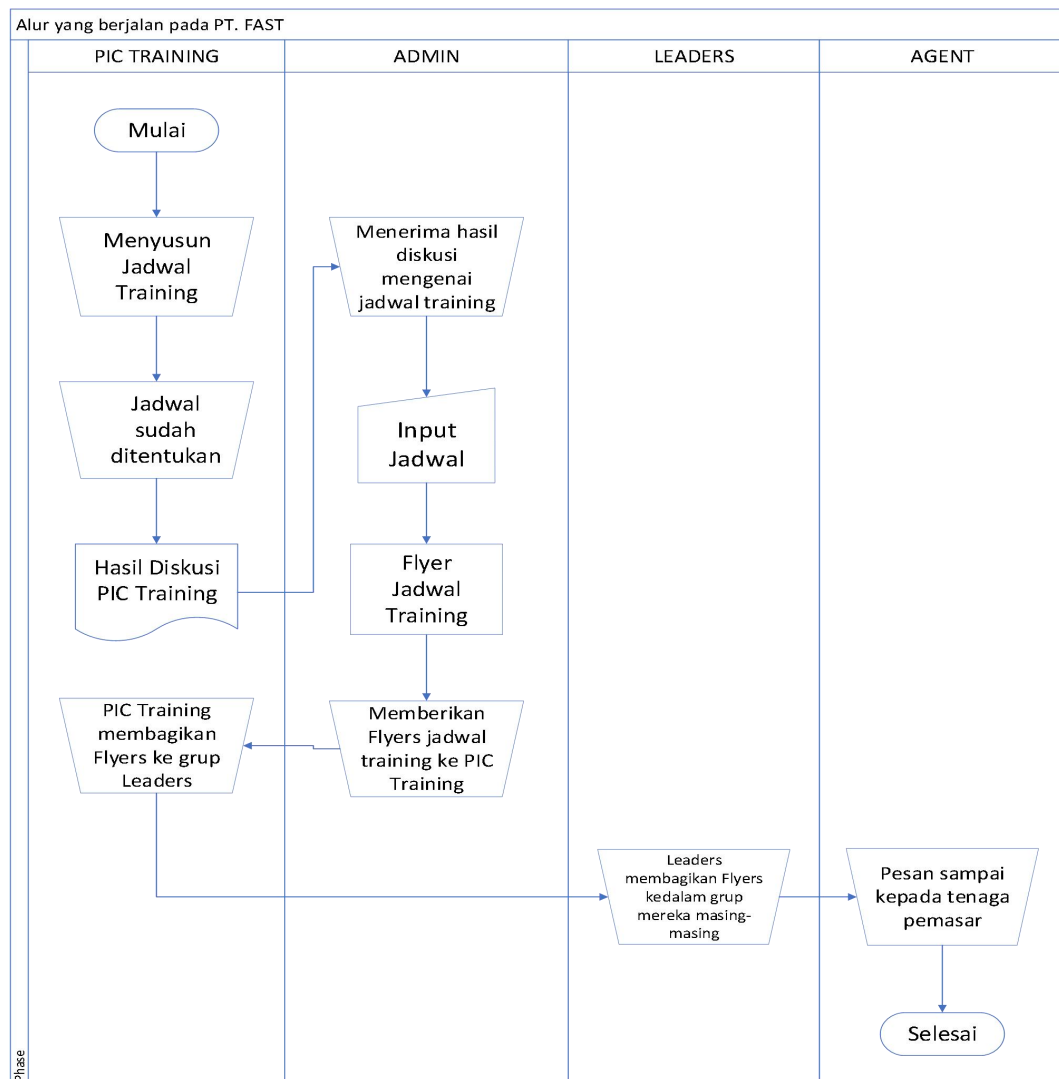 Alur yang berjalan pada PT. FAST
PIC TRAINING
ADMIN
LEADERS
AGENT
Mulai
Menyusun
Jadwal
Training
Jadwal
sudah
ditentukan
Hasil Diskusi
PIC Training
Menerima hasil
diskusi
mengenai
jadwal training
Input
Jadwal
Flyer
Jadwal
Training
Memberikan
Flyers jadwal
training ke PIC
Training
PIC Training
membagikan
Flyers ke grup
Leaders
Leaders
membagikan Flyers
kedalam grup
mereka masing-
masing
Pesan sampai
kepada tenaga
pemasar
Selesai
Phase